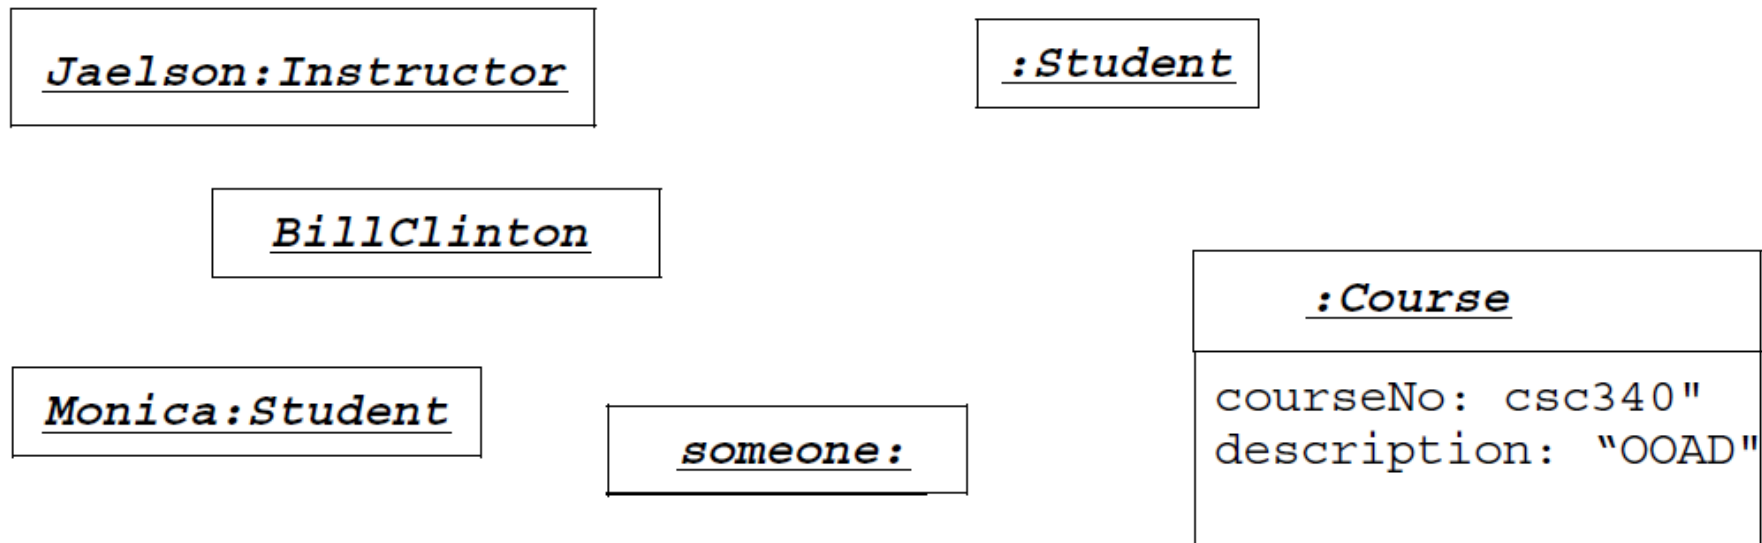 Jaelson:Instructor
:Student
BillClinton
:Course
Monica:Student
someone:
courseNo: csc340"
description: “OOAD"